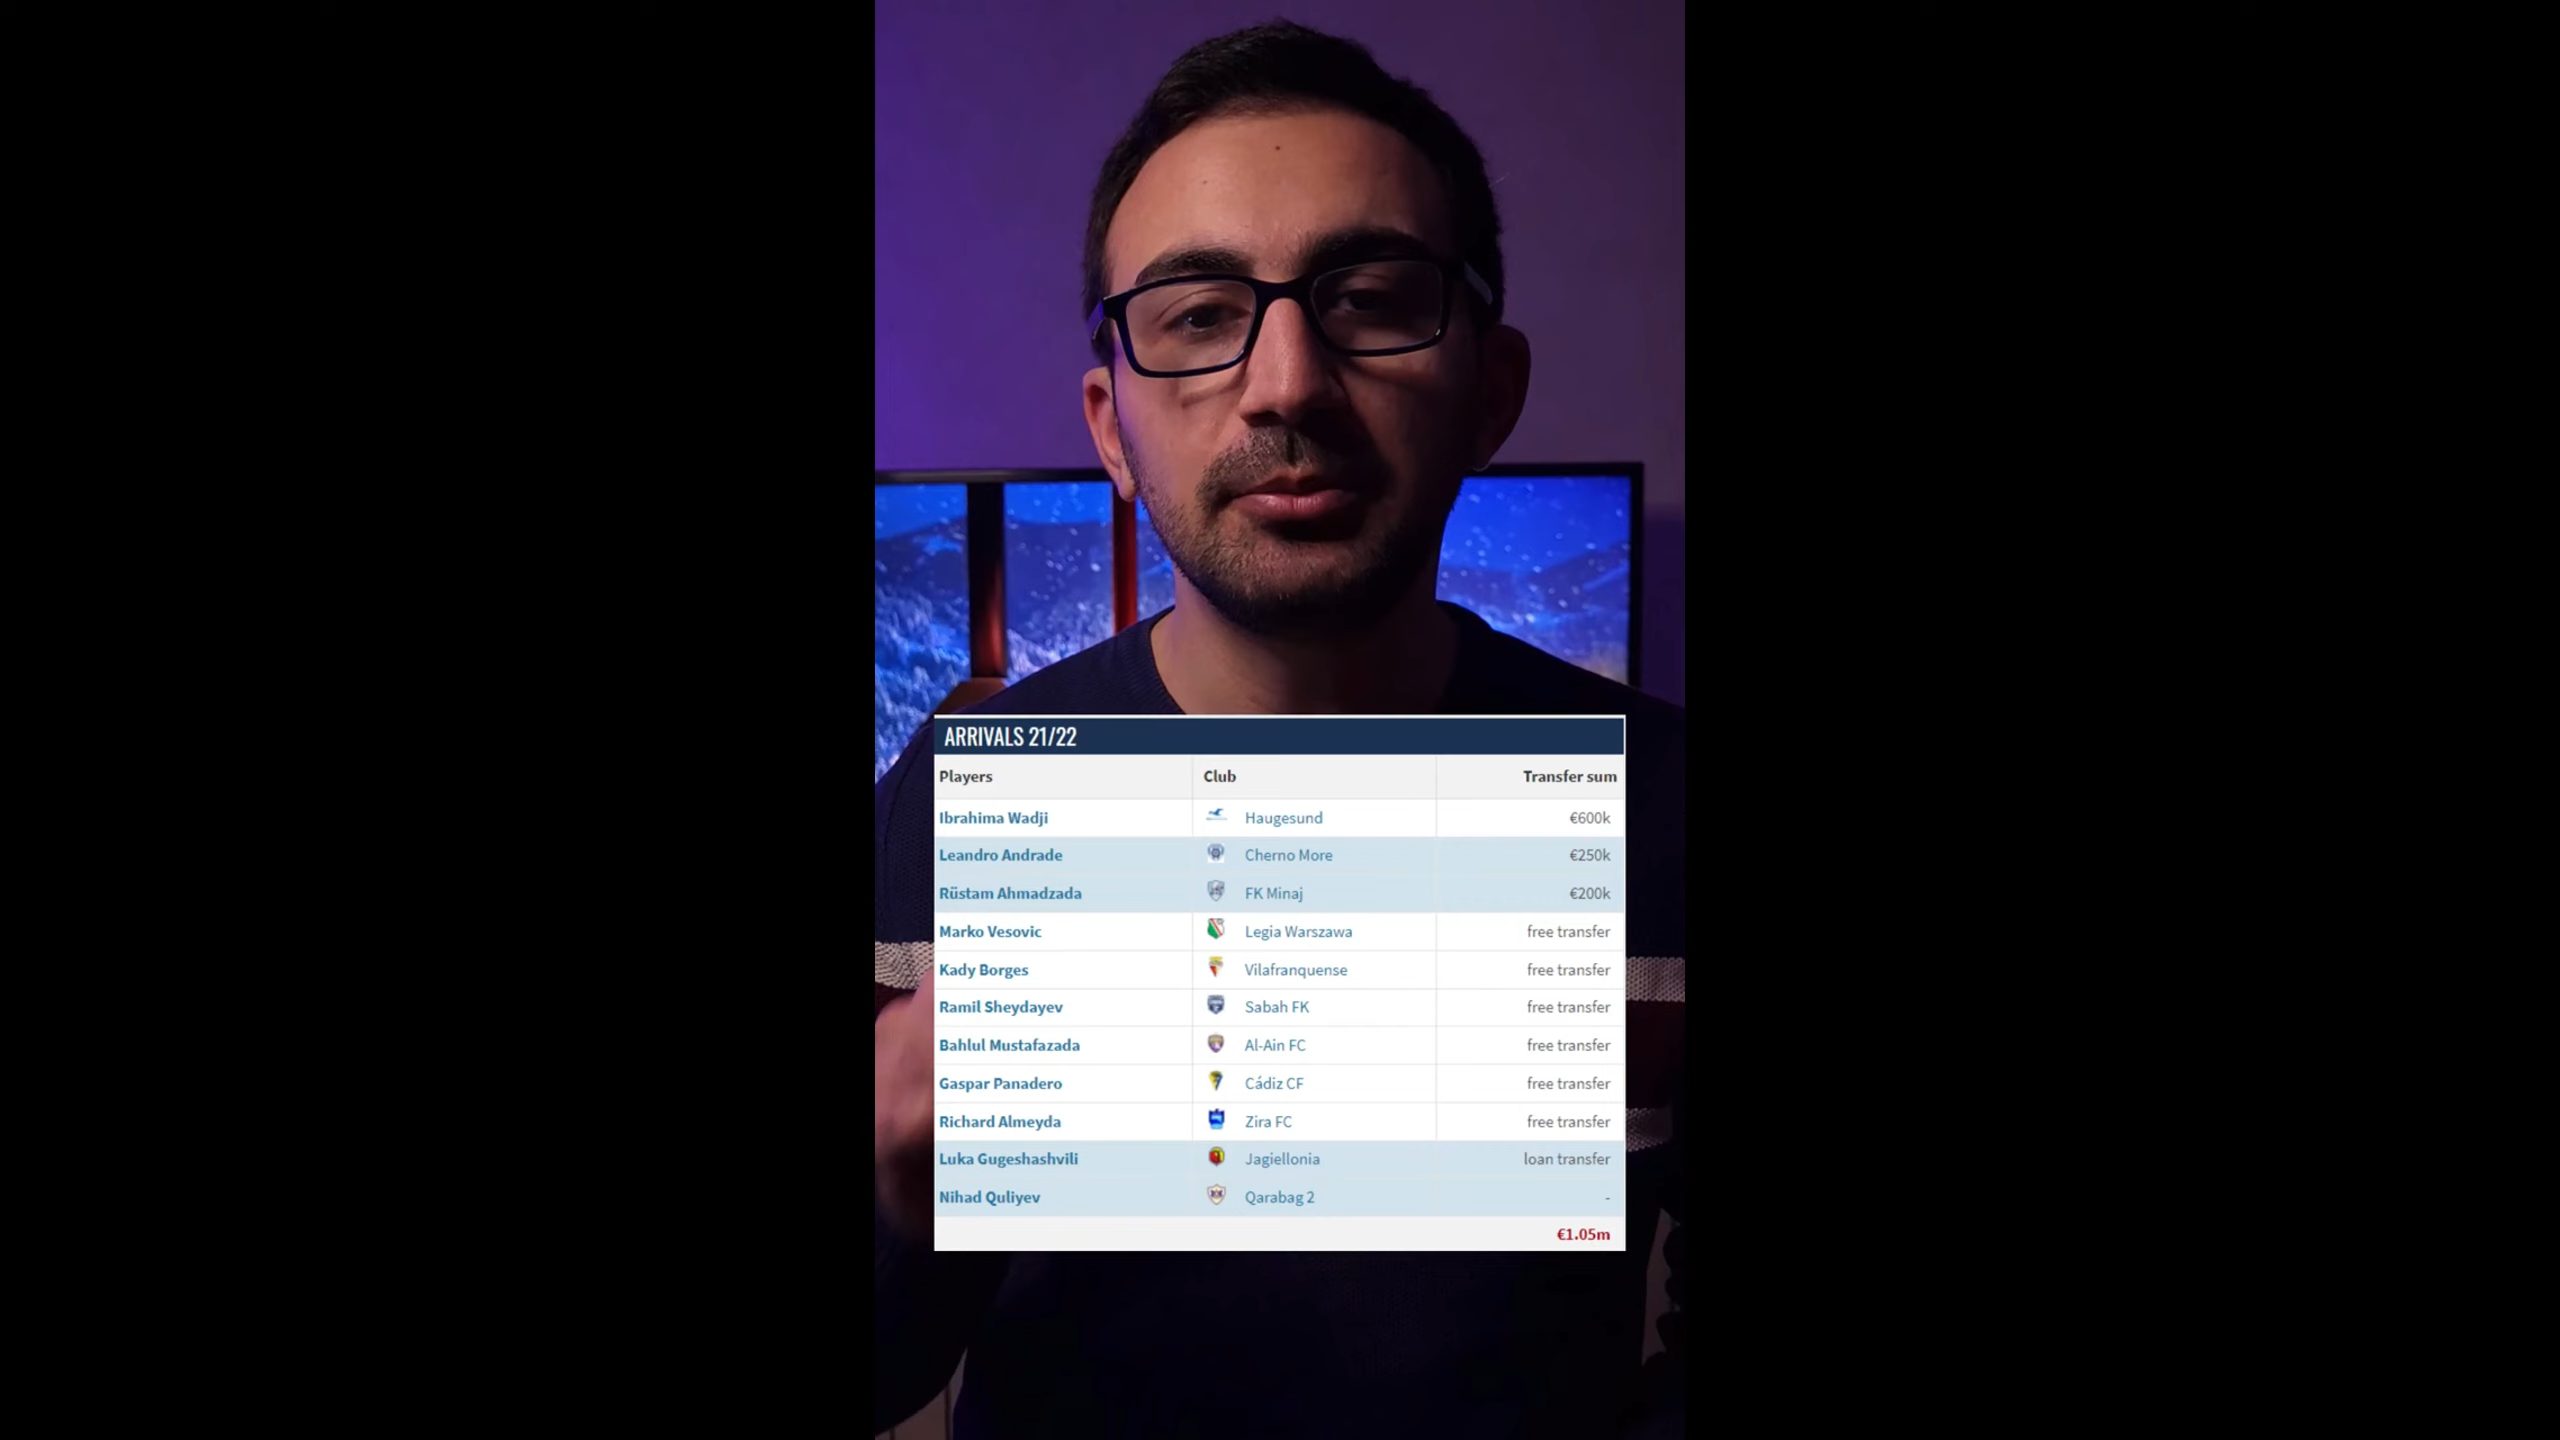 ARRIVALS 21/22
Players Club Transfer sum
Ibrahima Wadji Haugesund €600k
Leandro Andrade Cherno More €250k
Rüstam Ahmadzada FK Minaj €200k
Marko Vesovic Legia Warszawa free transfer
Kady Borges Vilafranquense free transfer
Ramil Sheydayev Sabah FK free transfer
Bahlul Mustafazada Al-Ain FC free transfer
Gaspar Panadero Cádiz CF free transfer
Richard Almeyda Zira FC free transfer
Luka Gugeshashvili Jagiellonia loan transfer
Nihad Quliyev Qarabag 2 -
€1.05m